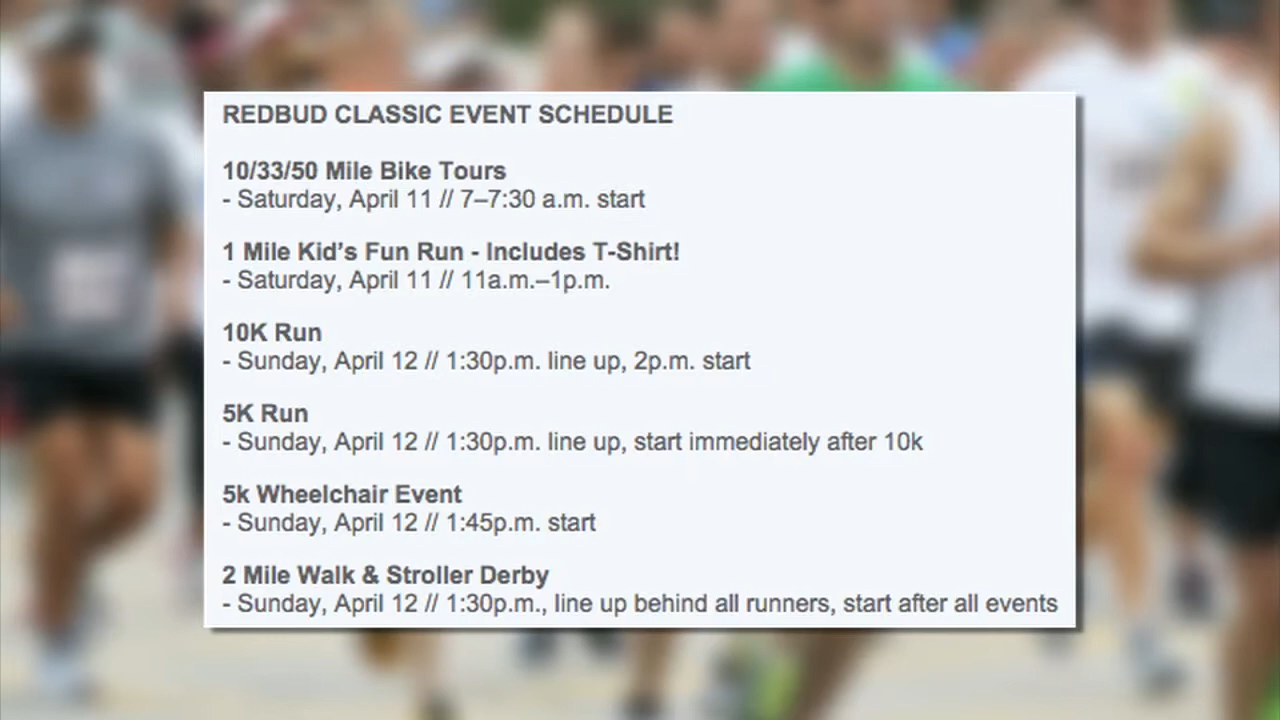 REDBUD CLASSIC EVENT SCHEDULE
10/33/50 Mile Bike Tours
- Saturday, April 11 // 7–7:30 a.m. start
1 Mile Kid’s Fun Run - Includes T-Shirt!
- Saturday, April 11 // 11a.m.–1p.m.
10K Run
- Sunday, April 12 // 1:30p.m. line up, 2p.m. start
5K Run
- Sunday, April 12 // 1:30p.m. line up, start immediately after 10k
5k Wheelchair Event
- Sunday, April 12 // 1:45p.m. start
2 Mile Walk & Stroller Derby
- Sunday, April 12 // 1:30p.m., line up behind all runners, start after all events